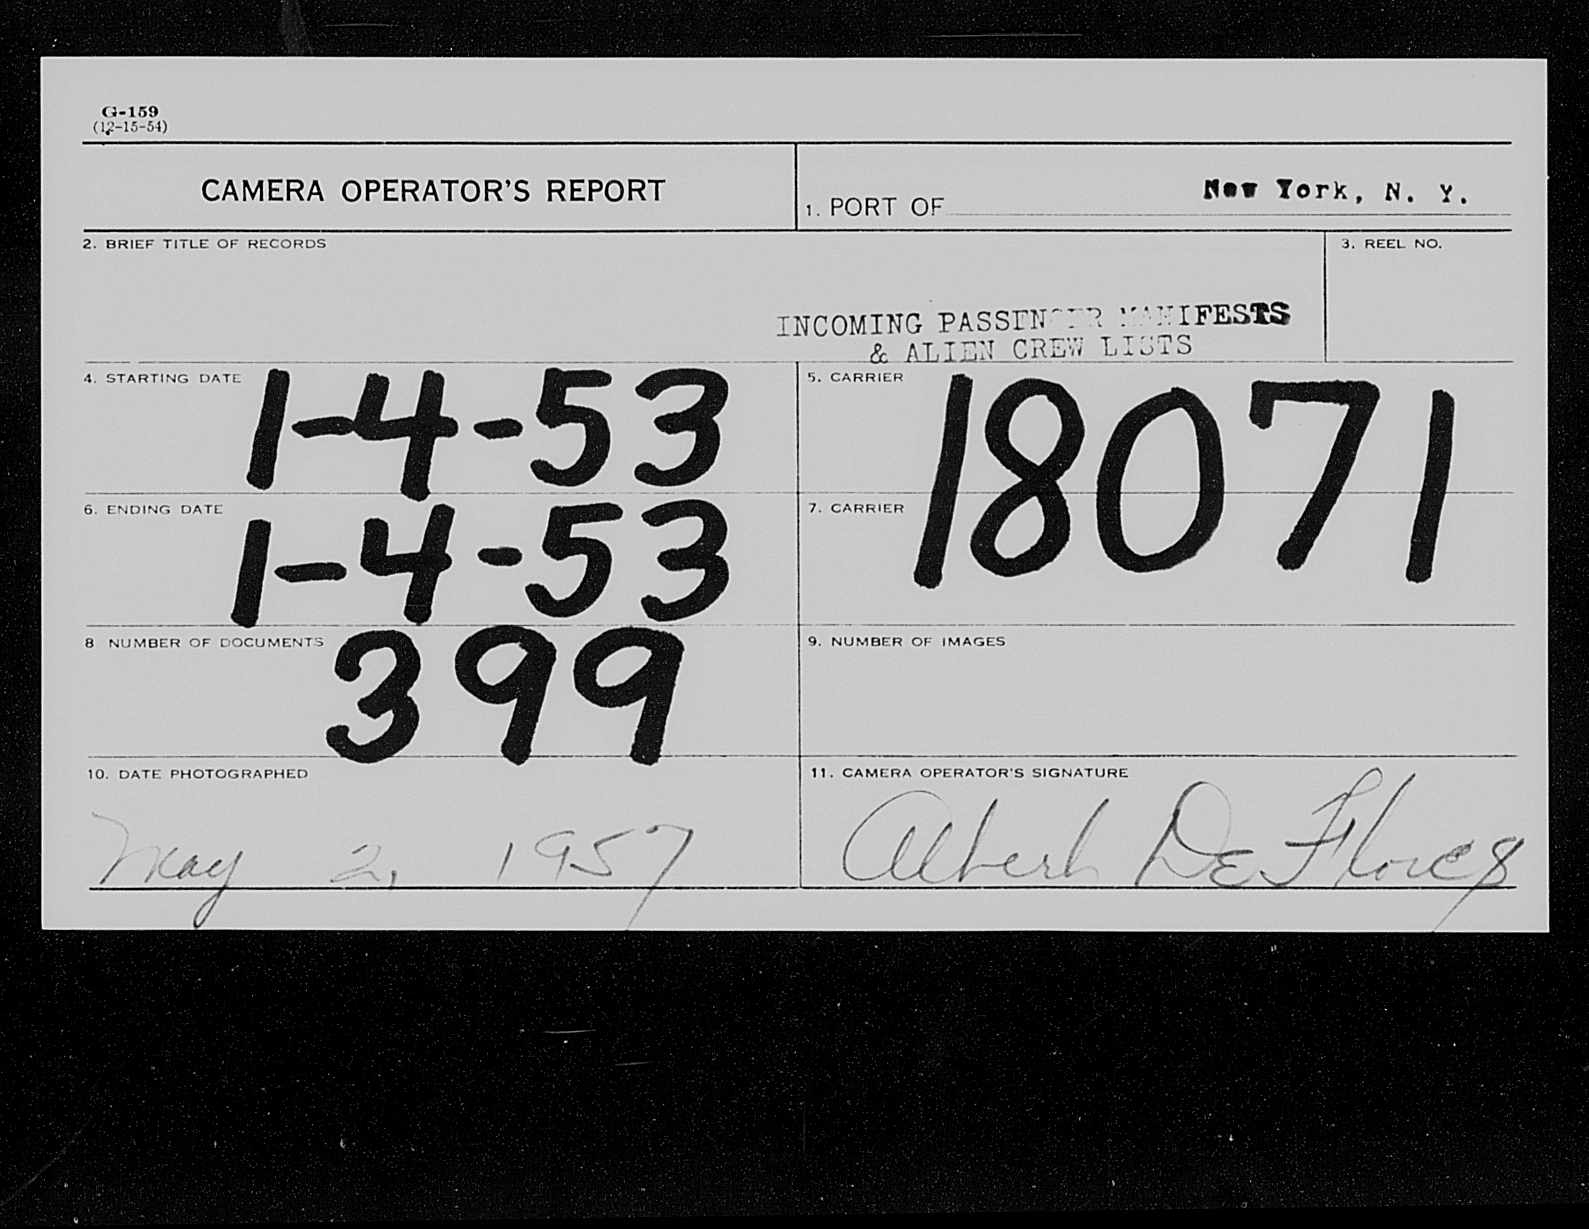 G-159
(12-15-54)
CAMERA OPERATOR'S REPORT
1. PORT OF New York, N. Y.
2. BRIEF TITLE OF RECORDS
3. REEL NO.
INCOMING PASSENGER MANIFESTS
& ALIEN CREW LISTS
4. STARTING DATE 1-4-53
5. CARRIER 18071
6. ENDING DATE 1-4-53
7. CARRIER
8 NUMBER OF DOCUMENTS 399
9. NUMBER OF IMAGES
10. DATE PHOTOGRAPHED
May 2, 1957
11. CAMERA OPERATOR'S SIGNATURE
Albert DeFlores